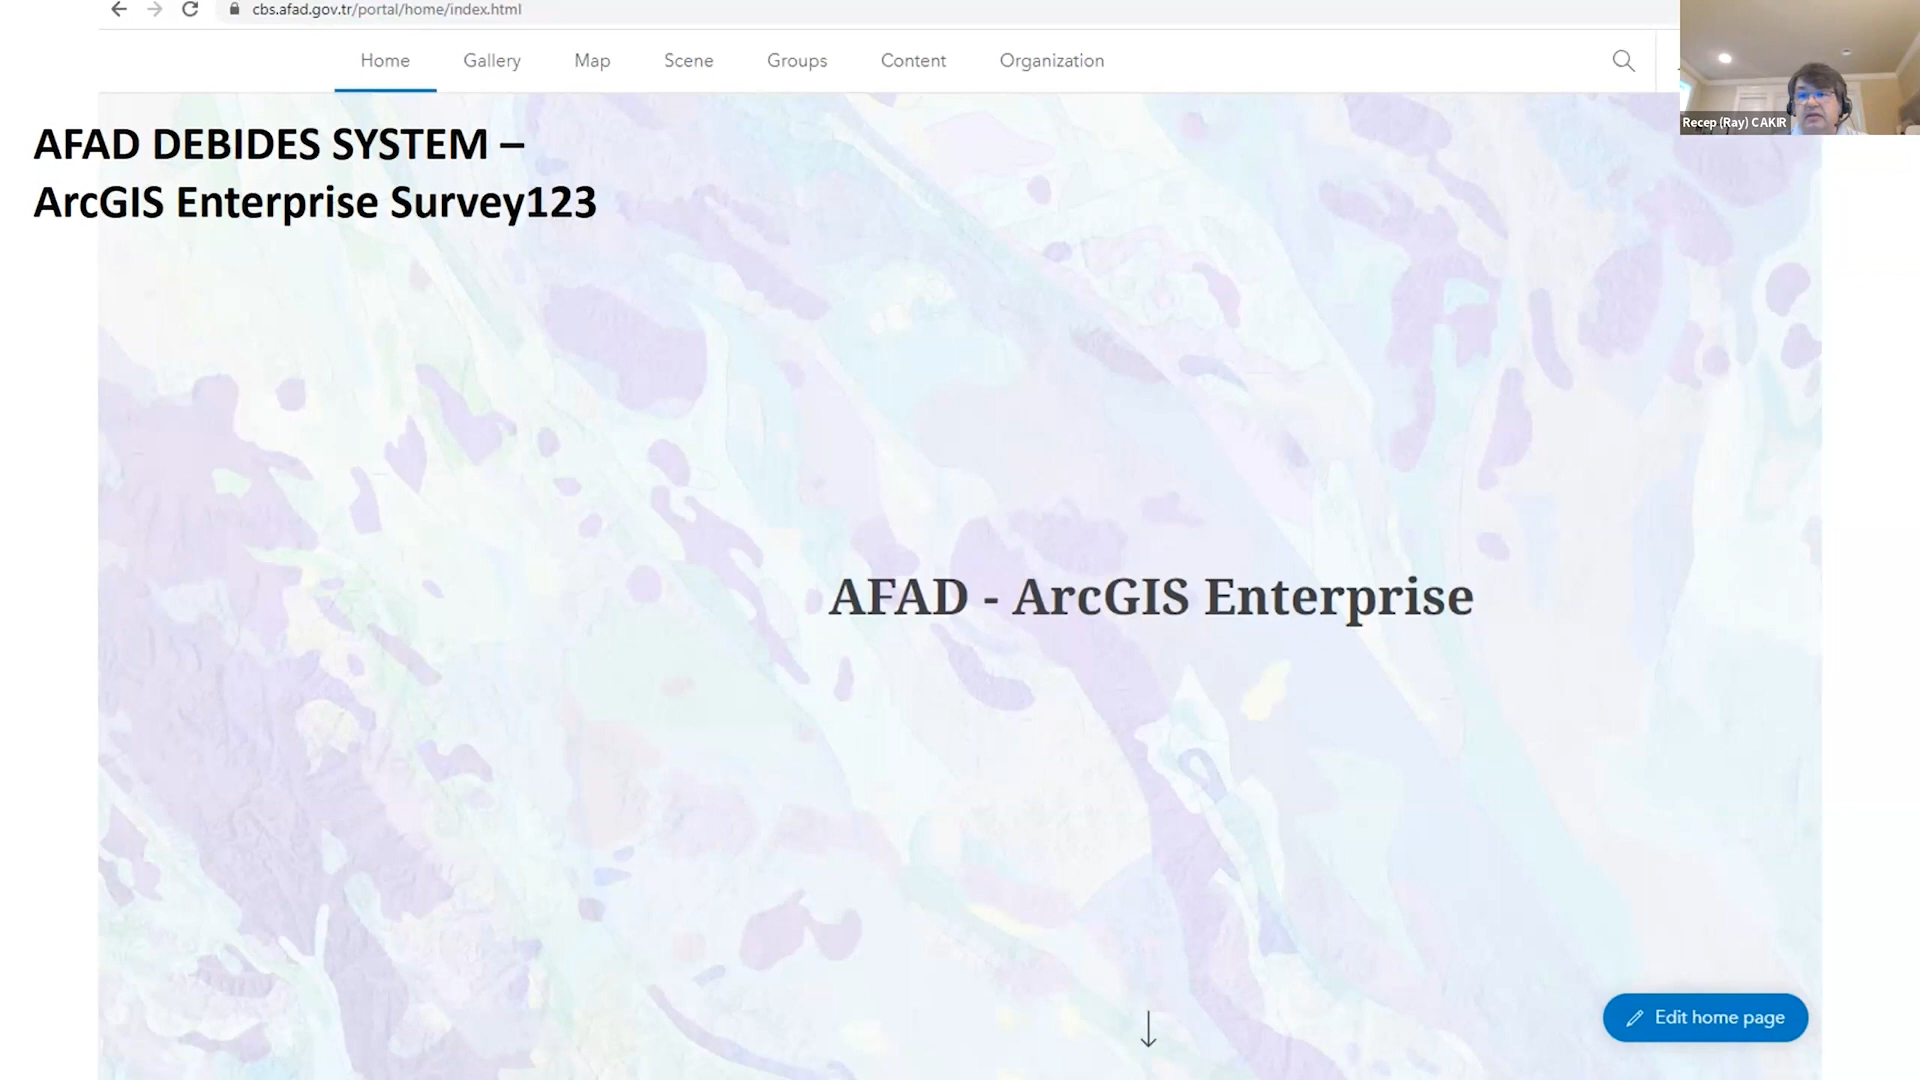 cbs.afad.gov.tr/portal/home/index.html
Home Gallery Map Scene Groups Content Organization
Recep (Ray) CAKIR
AFAD DEBIDES SYSTEM –
ArcGIS Enterprise Survey123
AFAD - ArcGIS Enterprise
Edit home page